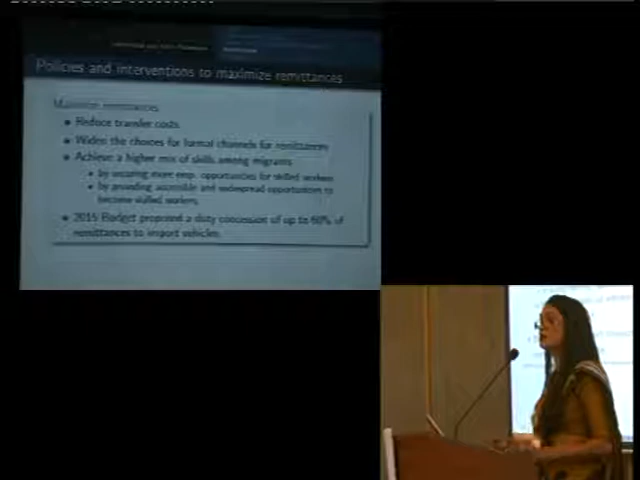 Policies and interventions to maximize remittances
Maximize remittances
Reduce transfer costs
Widen the choices for formal channels for remittances
Achieve a higher mix of skills among migrants
by securing more emp. opportunities for skilled workers
by providing accessible and widespread opportunities to
become skilled workers
2015 Budget proposed a duty concession of up to 60% of
remittances to import vehicles